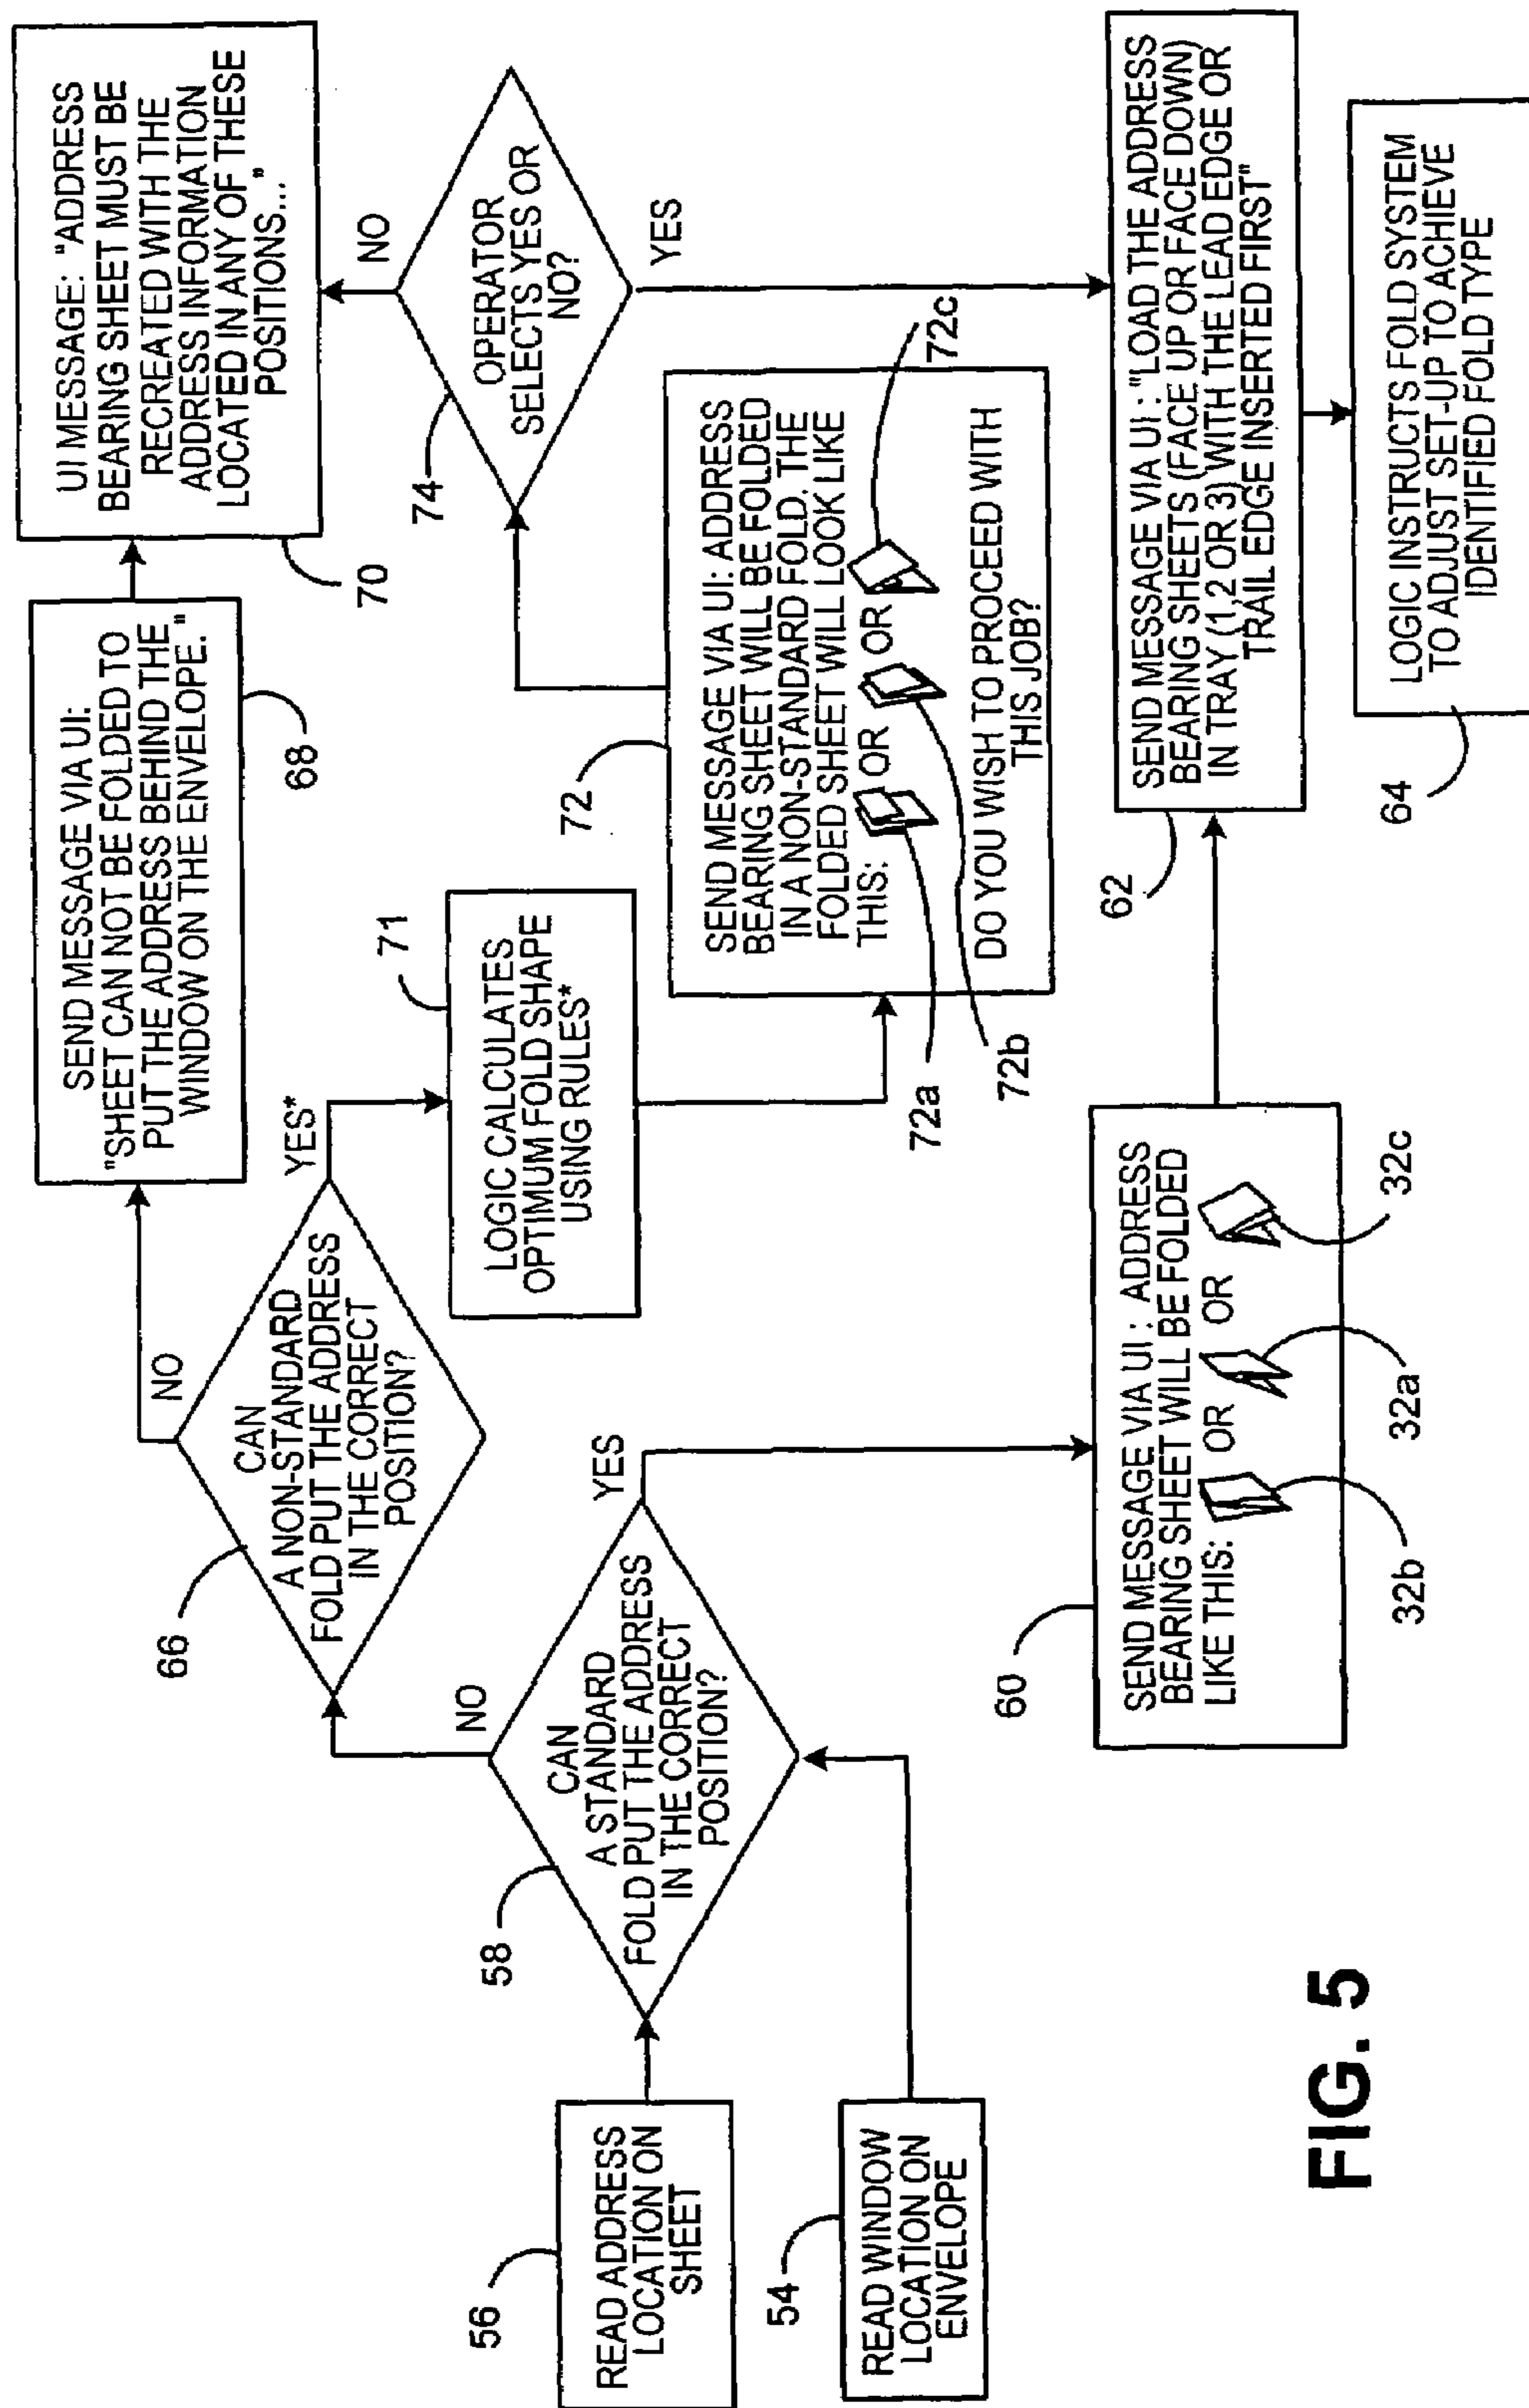 READ ADDRESS
LOCATION ON
SHEET
56
READ WINDOW
LOCATION ON
ENVELOPE
54
CAN
A STANDARD
FOLD PUT THE ADDRESS
IN THE CORRECT
POSITION?
58
NO
YES
CAN
A NON-STANDARD
FOLD PUT THE ADDRESS
IN THE CORRECT
POSITION?
66
NO
YES*
SEND MESSAGE VIA UI:
"SHEET CAN NOT BE FOLDED TO
PUT THE ADDRESS BEHIND THE
WINDOW ON THE ENVELOPE."
68
UI MESSAGE: "ADDRESS
BEARING SHEET MUST BE
RECREATED WITH THE
ADDRESS INFORMATION
LOCATED IN ANY OF THESE
POSITIONS..."
70
LOGIC CALCULATES
OPTIMUM FOLD SHAPE
USING RULES*
71
SEND MESSAGE VIA UI: ADDRESS
BEARING SHEET WILL BE FOLDED
IN A NON-STANDARD FOLD. THE
FOLDED SHEET WILL LOOK LIKE
THIS: OR OR
DO YOU WISH TO PROCEED WITH
THIS JOB?
72
72a
72b
72c
OPERATOR
SELECTS YES OR
NO?
74
NO
YES
SEND MESSAGE VIA UI : ADDRESS
BEARING SHEET WILL BE FOLDED
LIKE THIS: OR OR
60
32b
32a
32c
SEND MESSAGE VIA UI : "LOAD THE ADDRESS
BEARING SHEETS (FACE UP OR FACE DOWN)
IN TRAY (1,2 OR 3) WITH THE LEAD EDGE OR
TRAIL EDGE INSERTED FIRST"
62
LOGIC INSTRUCTS FOLD SYSTEM
TO ADJUST SET-UP TO ACHIEVE
IDENTIFIED FOLD TYPE
64
FIG. 5